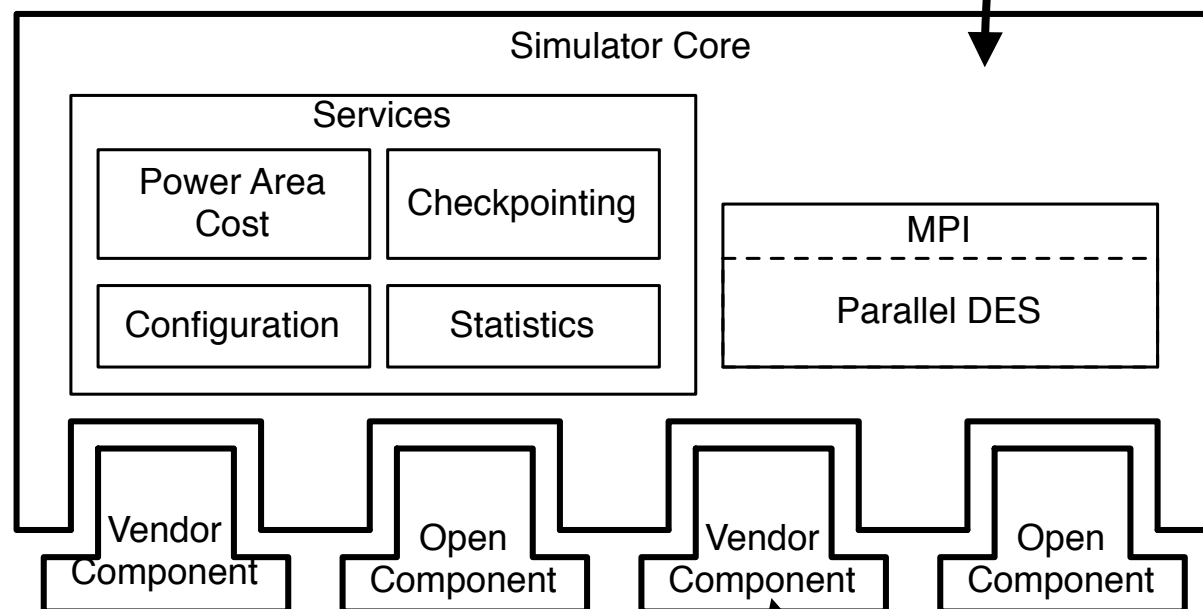 Simulator Core
Services
Power Area
Cost
Checkpointing
MPI
Configuration
Statistics
Parallel DES
Vendor
Component
Open
Component
Vendor
Component
Open
Component